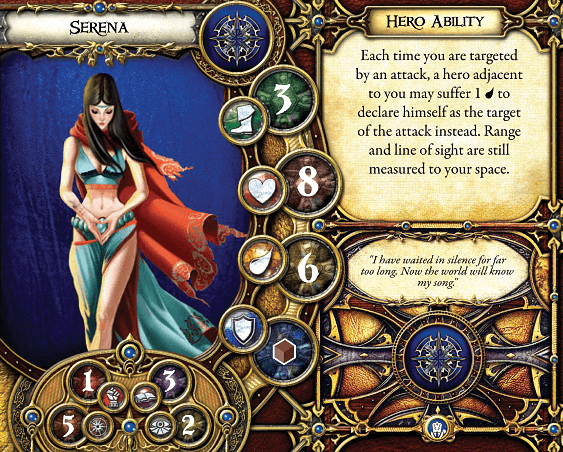 Serena
Hero Ability
Each time you are targeted
by an attack, a hero adjacent
to you may suffer 1 to
declare himself as the target
of the attack instead. Range
and line of sight are still
measured to your space.
3
8
6
"I have waited in silence for far
too long. Now the world will know
my song."
1 3
5 2